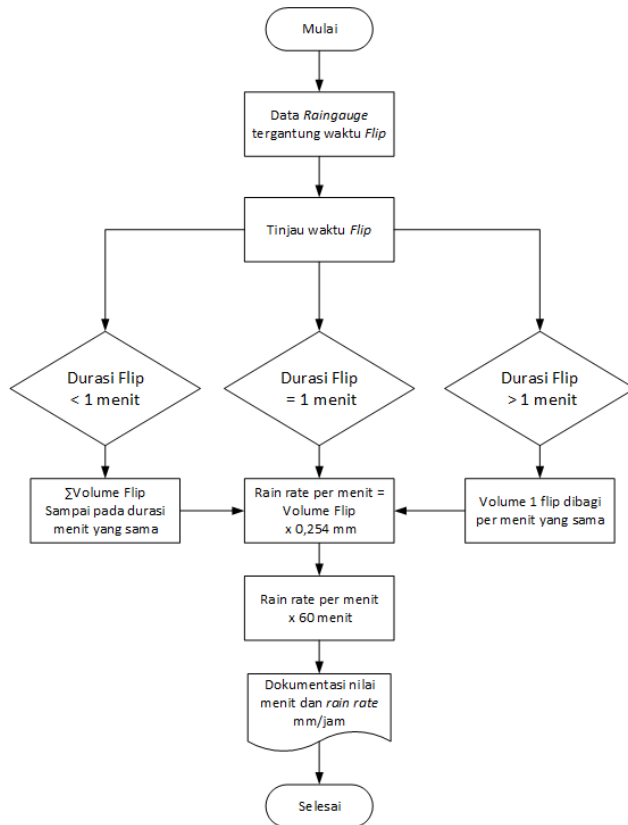 Mulai
Data Raingauge
tergantung waktu Flip
Tinjau waktu Flip
Durasi Flip
< 1 menit
Durasi Flip
= 1 menit
Durasi Flip
> 1 menit
∑Volume Flip
Sampai pada durasi
menit yang sama
Rain rate per menit =
Volume Flip
x 0,254 mm
Volume 1 flip dibagi
per menit yang sama
Rain rate per menit
x 60 menit
Dokumentasi nilai
menit dan rain rate
mm/jam
Selesai